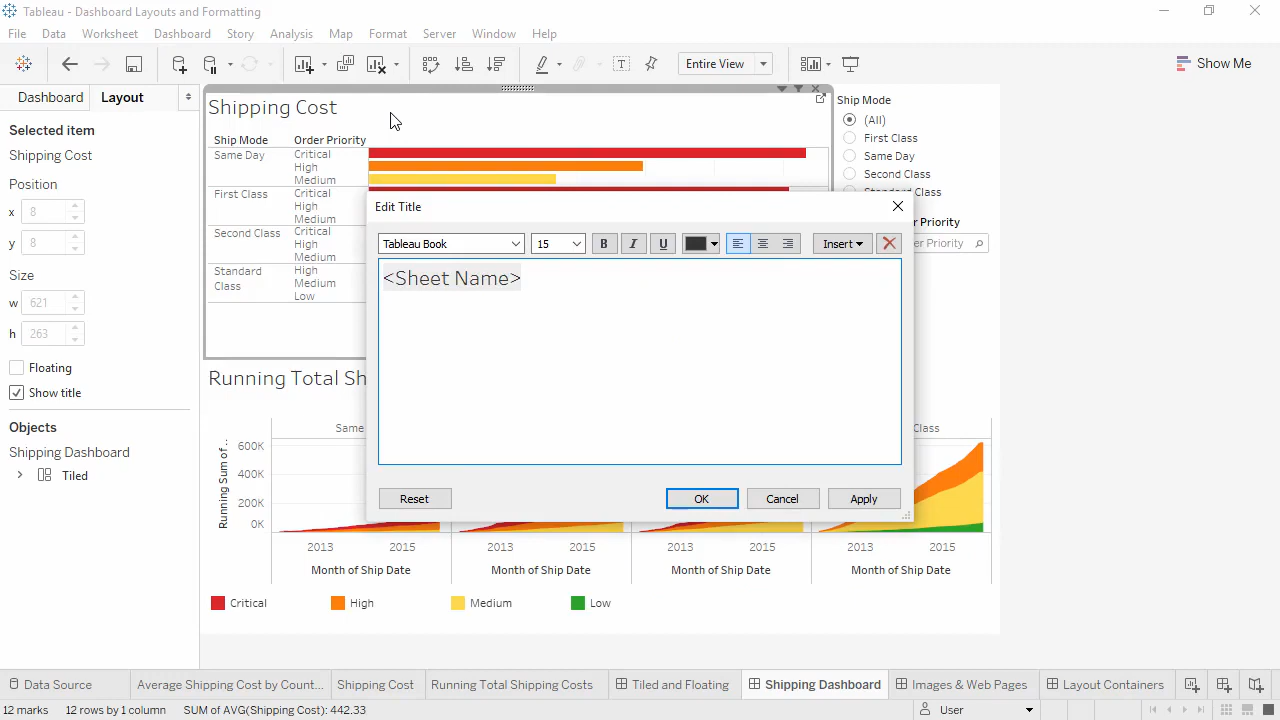 Tableau - Dashboard Layouts and Formatting
File Data Worksheet Dashboard Story Analysis Map Format Server Window Help
Entire View
Show Me
Dashboard Layout
Selected item
Shipping Cost
Position
x 8
y 8
Size
w 621
h 263
Floating
Show title
Objects
Shipping Dashboard
Tiled
Shipping Cost
Ship Mode Order Priority
Same Day Critical
High
Medium
First Class Critical
High
Medium
Second Class Critical
High
Medium
Standard Class High
Medium
Low
Ship Mode
(All)
First Class
Same Day
Second Class
Standard Class
Edit Title
Tableau Book 15 B I U Insert
<Sheet Name>
Reset OK Cancel Apply
Running Total Sh
Same
Class
Running Sum of ..
600K
400K
200K
0K
2013 2015 2013 2015 2013 2015 2013 2015
Month of Ship Date Month of Ship Date Month of Ship Date Month of Ship Date
Critical High Medium Low
Data Source Average Shipping Cost by Count... Shipping Cost Running Total Shipping Costs Tiled and Floating Shipping Dashboard Images & Web Pages Layout Containers
12 marks 12 rows by 1 column SUM of AVG(Shipping Cost): 442.33 User